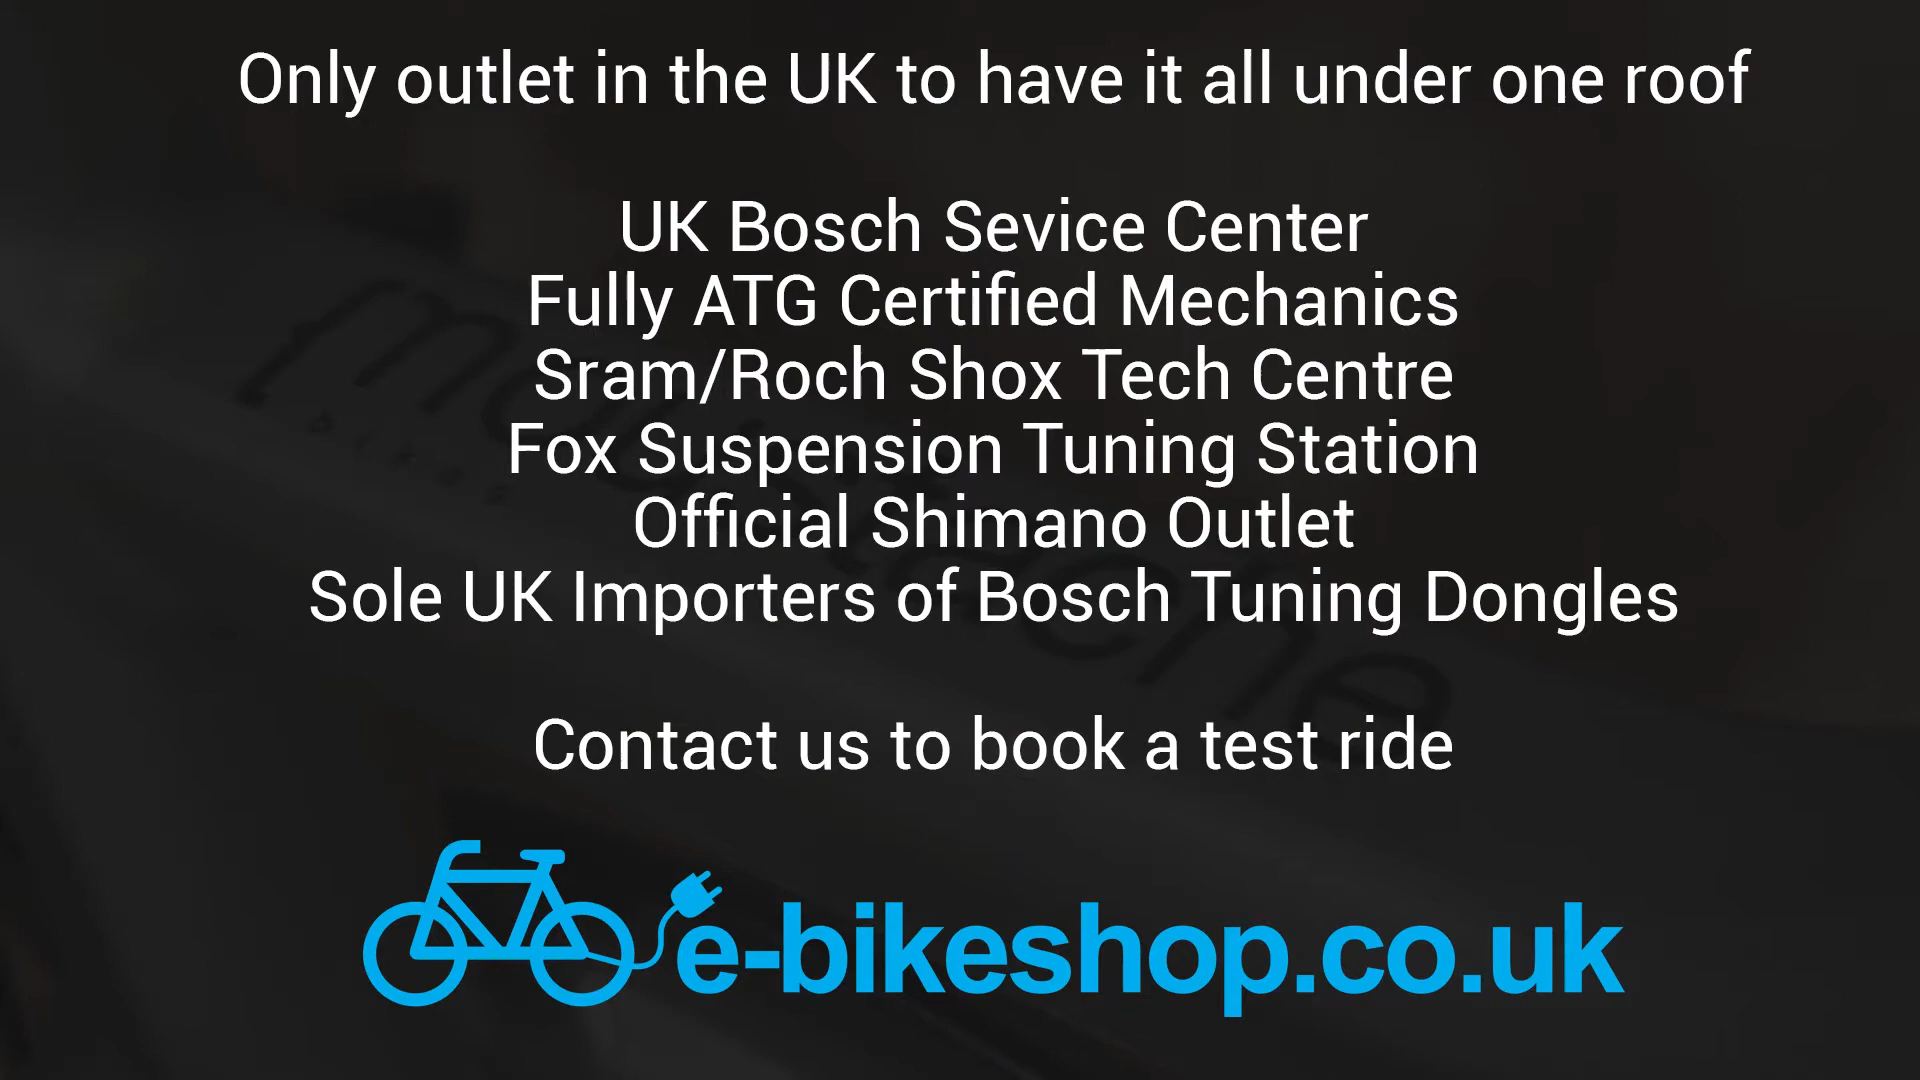 Only outlet in the UK to have it all under one roof
UK Bosch Sevice Center
Fully ATG Certified Mechanics
Sram/Roch Shox Tech Centre
Fox Suspension Tuning Station
Official Shimano Outlet
Sole UK Importers of Bosch Tuning Dongles
Contact us to book a test ride
e-bikeshop.co.uk